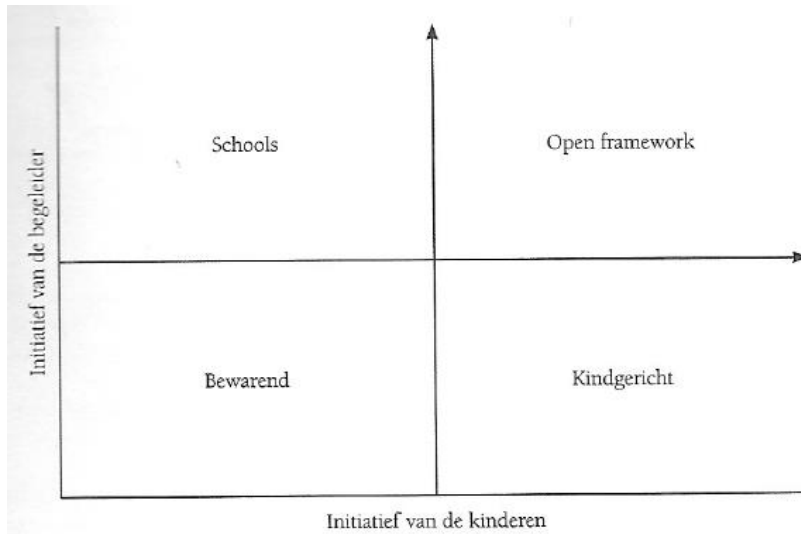 Schools
Open framework
Initiatief van de begeleider
Bewarend
Kindgericht
Initiatief van de kinderen